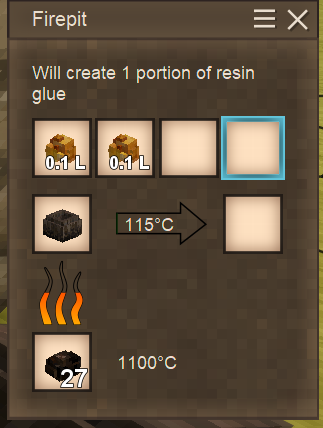 Firepit
Will create 1 portion of resin
glue
0.1 L 0.1 L
115°C
27
1100°C